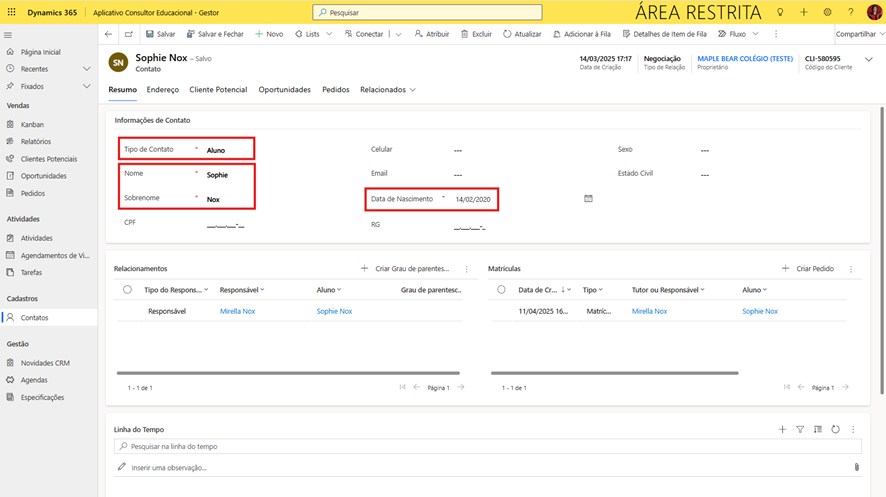 Dynamics 365
Aplicativo Consultor Educacional - Gestor
Pesquisar
ÁREA RESTRITA
Salvar
Salvar e Fechar
Novo
Lists
Conectar
Atribuir
Excluir
Atualizar
Adicionar à Fila
Detalhes de Item de Fila
Fluxo
Compartilhar
Página Inicial
Recentes
Fixados
Vendas
Kanban
Relatórios
Clientes Potenciais
Oportunidades
Pedidos
Atividades
Atividades
Agendamentos de Vi...
Tarefas
Cadastros
Contatos
Gestão
Novidades CRM
Agendas
Especificações
SN
Sophie Nox – Salvo
Contato
14/03/2025 17:17
Data de Criação
Negociação
Tipo de Relação
MAPLE BEAR COLÉGIO (TESTE)
Proprietário
CLI-580595
Código do Cliente
Resumo
Endereço
Cliente Potencial
Oportunidades
Pedidos
Relacionados
Informações de Contato
Tipo de Contato * Aluno
Nome * Sophie
Sobrenome * Nox
CPF __.__.__-_
Celular ---
Email ---
Data de Nascimento * 14/02/2020
RG _.__.__-_
Sexo ---
Estado Civil ---
Relacionamentos
Criar Grau de parentes...
Tipo do Respons...
Responsável
Aluno
Grau de parentesc..
Responsável
Mirella Nox
Sophie Nox
1 - 1 de 1
Página 1
Matrículas
Criar Pedido
Data de Cr...
Tipo
Tutor ou Responsável
Aluno
11/04/2025 16...
Matríc...
Mirella Nox
Sophie Nox
1 - 1 de 1
Página 1
Linha do Tempo
Pesquisar na linha do tempo
Inserir uma observação...